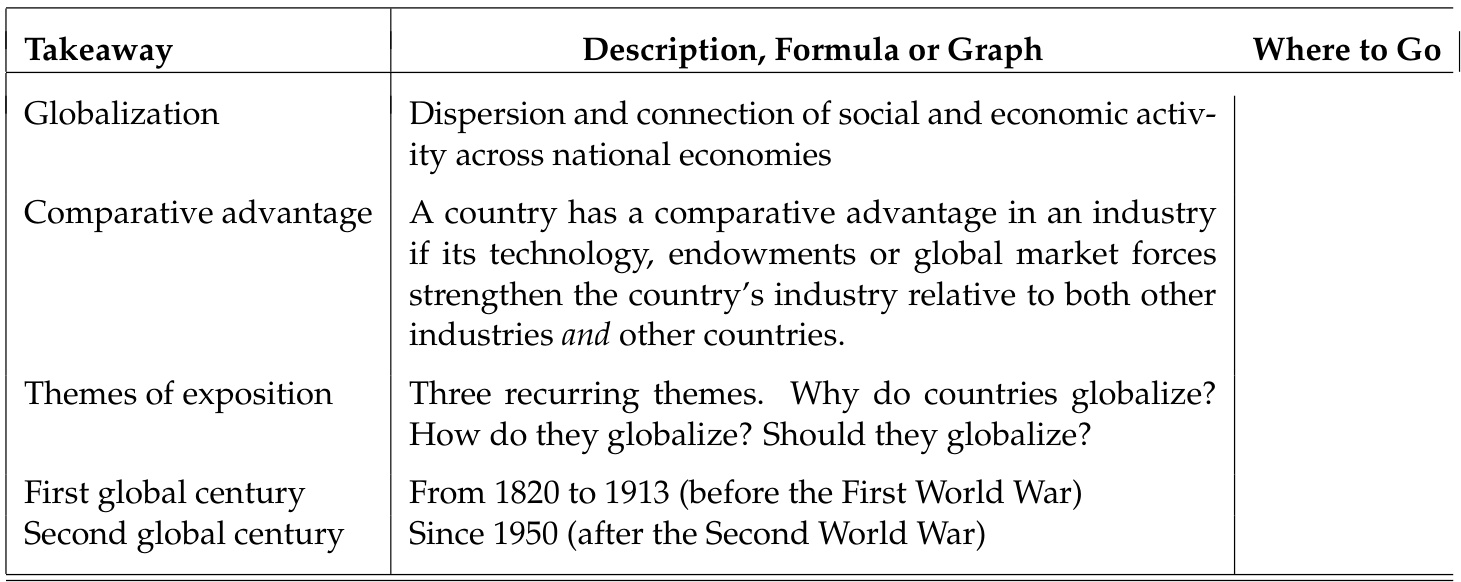 Takeaway Description, Formula or Graph Where to Go
Globalization Dispersion and connection of social and economic activ-
ity across national economies
Comparative advantage A country has a comparative advantage in an industry
if its technology, endowments or global market forces
strengthen the country's industry relative to both other
industries and other countries.
Themes of exposition Three recurring themes. Why do countries globalize?
How do they globalize? Should they globalize?
First global century From 1820 to 1913 (before the First World War)
Second global century Since 1950 (after the Second World War)